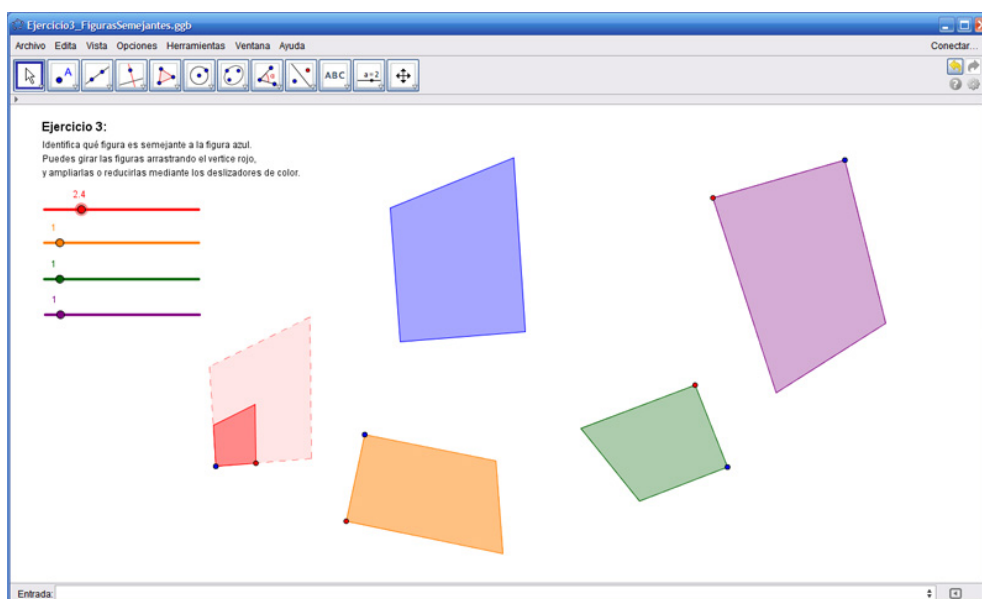 Ejercicio3_FigurasSemejantes.ggb
Archivo Edita Vista Opciones Herramientas Ventana Ayuda
Conectar...
A
α
ABC
a=2
Ejercicio 3:
Identifica qué figura es semejante a la figura azul.
Puedes girar las figuras arrastrando el vertice rojo,
y ampliarlas o reducirlas mediante los deslizadores de color.
2.4
1
1
1
Entrada: